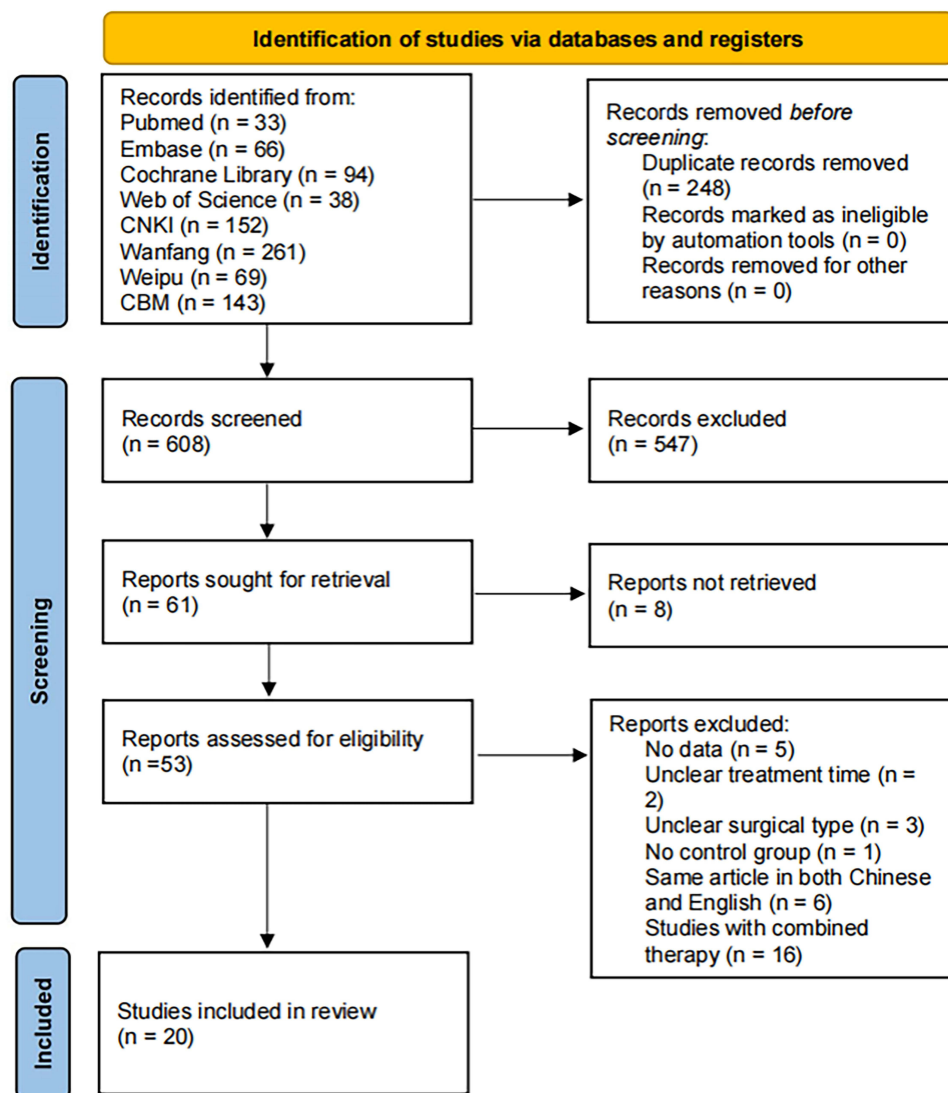 Identification of studies via databases and registers
Identification
Records identified from:
Pubmed (n = 33)
Embase (n = 66)
Cochrane Library (n = 94)
Web of Science (n = 38)
CNKI (n = 152)
Wanfang (n = 261)
Weipu (n = 69)
CBM (n = 143)
Records removed before
screening:
Duplicate records removed
(n = 248)
Records marked as ineligible
by automation tools (n = 0)
Records removed for other
reasons (n = 0)
Screening
Records screened
(n = 608)
Records excluded
(n = 547)
Reports sought for retrieval
(n = 61)
Reports not retrieved
(n = 8)
Reports assessed for eligibility
(n =53)
Reports excluded:
No data (n = 5)
Unclear treatment time (n =
2)
Unclear surgical type (n = 3)
No control group (n = 1)
Same article in both Chinese
and English (n = 6)
Studies with combined
therapy (n = 16)
Included
Studies included in review
(n = 20)